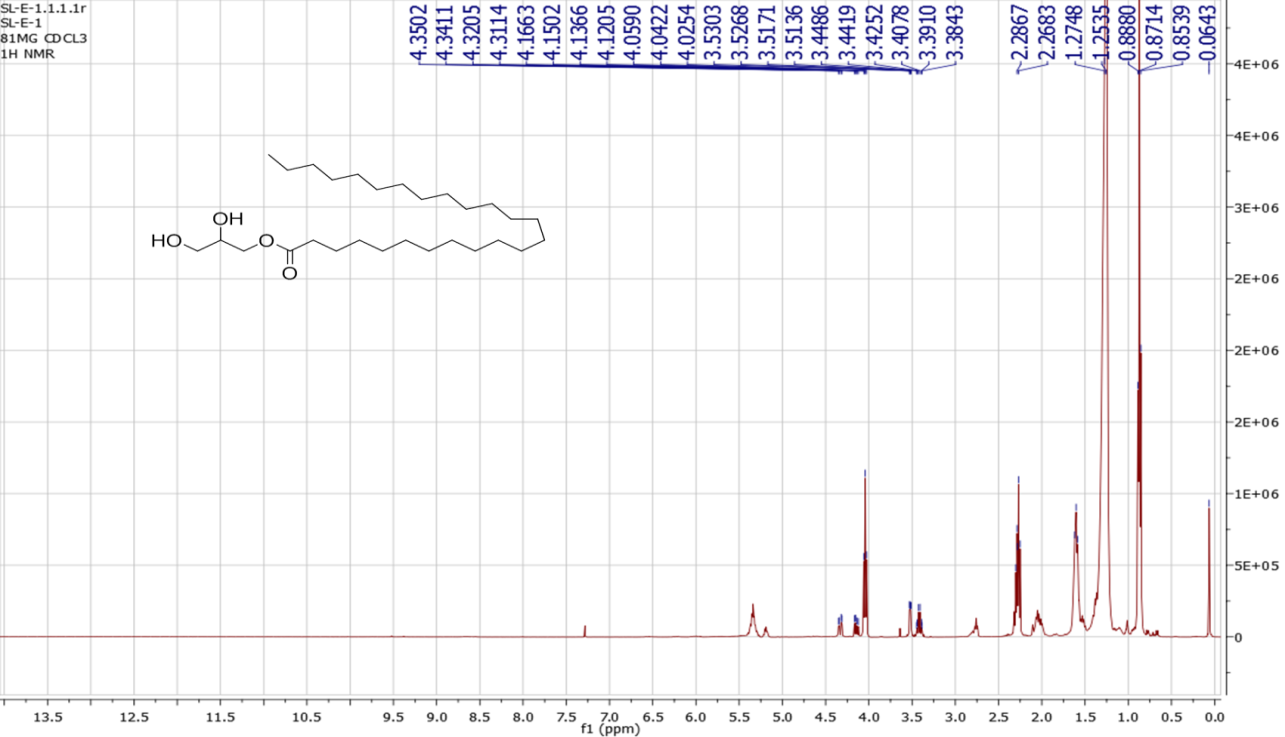 SL-E-1.1.1.1r
SL-E-1
81MG CDCL3
1H NMR
4.3502
4.3411
4.3205
4.3114
4.1663
4.1502
4.1366
4.1205
4.0590
4.0422
4.0254
3.5303
3.5268
3.5171
3.5136
3.4486
3.4419
3.4252
3.4078
3.3910
3.3843
2.2867
2.2683
1.2748
1.2535
0.8880
0.8714
0.8539
0.0643
4E+06
4E+06
3E+06
2E+06
2E+06
2E+06
1E+06
5E+05
0
OH
HO
O
O
13.5 12.5 11.5 10.5 9.5 9.0 8.5 8.0 7.5 7.0 6.5 6.0 5.5 5.0 4.5 4.0 3.5 3.0 2.5 2.0 1.5 1.0 0.5 0.0
f1 (ppm)